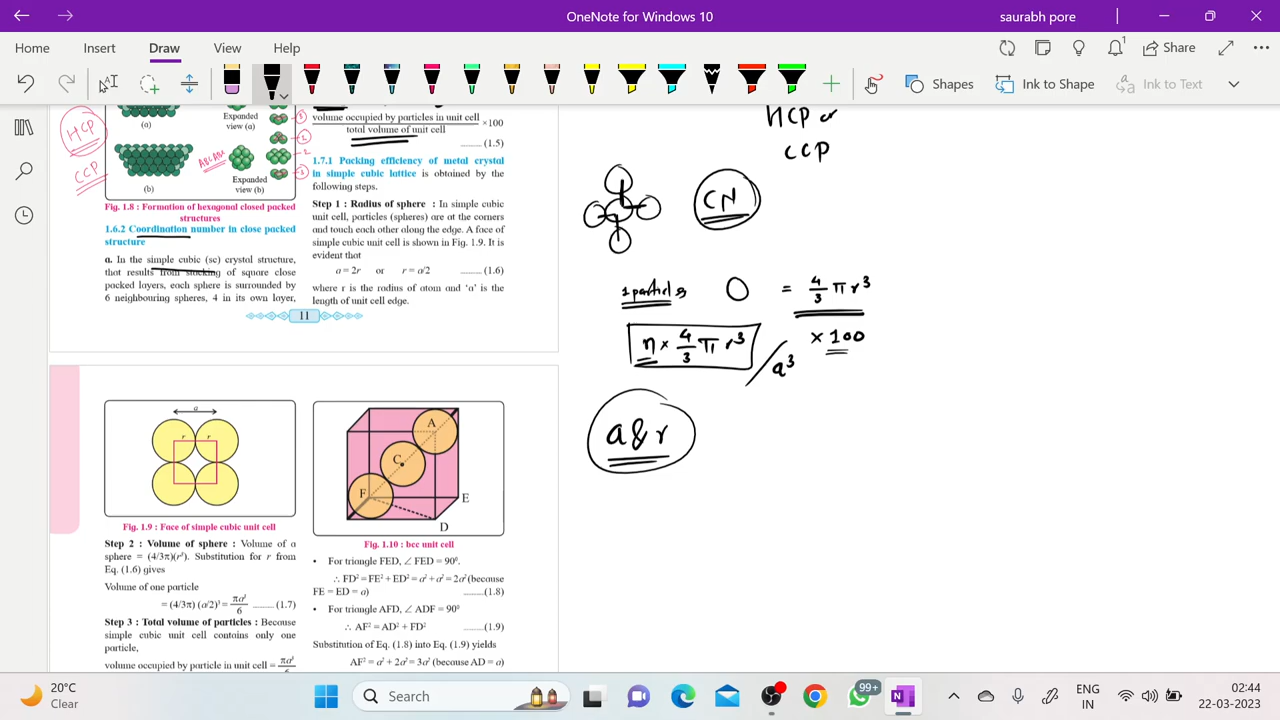 OneNote for Windows 10
saurabh pore
Home
Insert
Draw
View
Help
Share
Shapes
Ink to Shape
Ink to Text
HCP
CCP
(a)
Expanded
view (a)
ABCABC
(b)
Expanded
view (b)
1
1
2
3
Fig. 1.8 : Formation of hexagonal closed packed
structures
1.6.2 Coordination number in close packed
structure
a. In the simple cubic (sc) crystal structure,
that results from stacking of square close
packed layers, each sphere is surrounded by
6 neighbouring spheres, 4 in its own layer,
volume occupied by particles in unit cell
×100
total volume of unit cell
.......... (1.5)
1.7.1 Packing efficiency of metal crystal
in simple cubic lattice is obtained by the
following steps.
Step 1 : Radius of sphere : In simple cubic
unit cell, particles (spheres) are at the corners
and touch each other along the edge. A face of
simple cubic unit cell is shown in Fig. 1.9. It is
evident that
a = 2r or r = a/2 .......... (1.6)
where r is the radius of atom and ‘a’ is the
length of unit cell edge.
11
HCP or
CCP
CN
1 particle
= 4/3 π r³
n × 4/3 π r³ / a³ × 100
a & r
a
r r
Fig. 1.9 : Face of simple cubic unit cell
Step 2 : Volume of sphere : Volume of a
sphere = (4/3π)(r³). Substitution for r from
Eq. (1.6) gives
Volume of one particle
= (4/3π) (a/2)³ = πa³/6 .......... (1.7)
Step 3 : Total volume of particles : Because
simple cubic unit cell contains only one
particle,
volume occupied by particle in unit cell = πa³/6
A
C
F
E
D
Fig. 1.10 : bcc unit cell
• For triangle FED, ∠ FED = 90⁰.
∴ FD² = FE² + ED² = a² + a² = 2a² (because
FE = ED = a) .........(1.8)
• For triangle AFD, ∠ ADF = 90⁰
∴ AF² = AD² + FD² .........(1.9)
Substitution of Eq. (1.8) into Eq. (1.9) yields
AF² = a² + 2a² = 3a² (because AD = a)
20°C
Clear
Search
99+
ENG
IN
02:44
22-03-2023